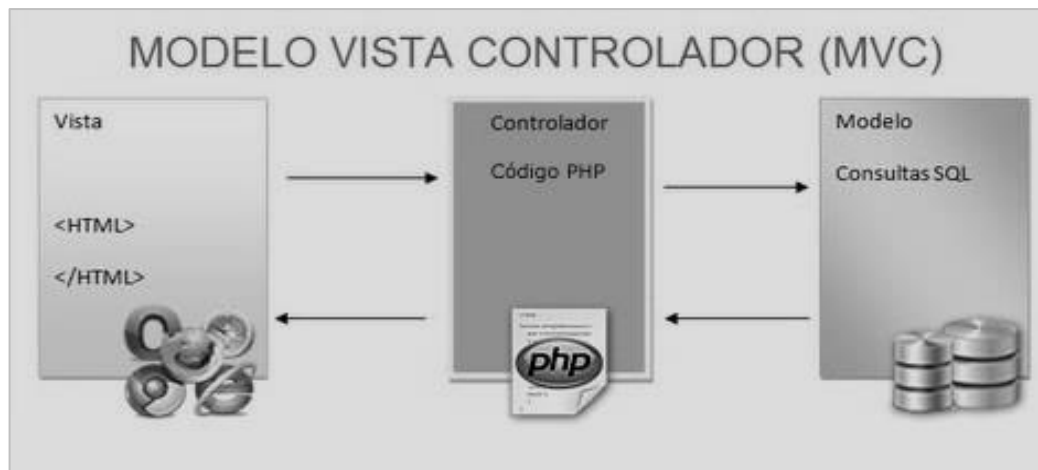 MODELO VISTA CONTROLADOR (MVC)
Vista
<HTML>
</HTML>
Controlador
Código PHP
php
Modelo
Consultas SQL